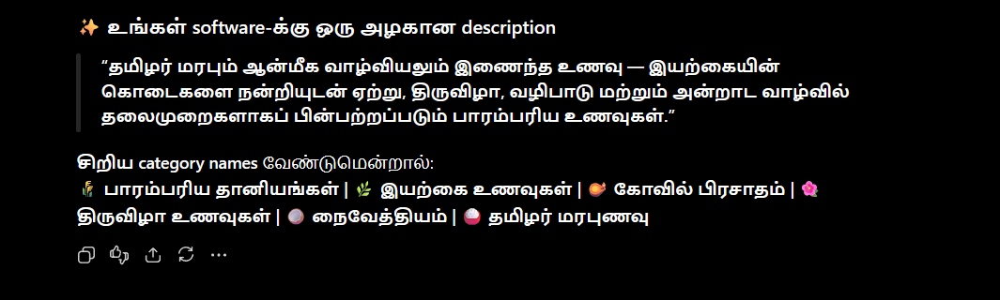 ✨ உங்கள் software-க்கு ஒரு அழகான description
“தமிழர் மரபும் ஆன்மீக வாழ்வியலும் இணைந்த உணவு — இயற்கையின்
கொடைகளை நன்றியுடன் ஏற்று, திருவிழா, வழிபாடு மற்றும் அன்றாட வாழ்வில்
தலைமுறைகளாகப் பின்பற்றப்படும் பாரம்பரிய உணவுகள்.”
சிறிய category names வேண்டுமென்றால்:
🌾 பாரம்பரிய தானியங்கள் | 🌿 இயற்கை உணவுகள் | 🪔 கோவில் பிரசாதம் | 🌺
திருவிழா உணவுகள் | 🥔 நைவேத்தியம் | 🍚 தமிழர் மரபுணவு